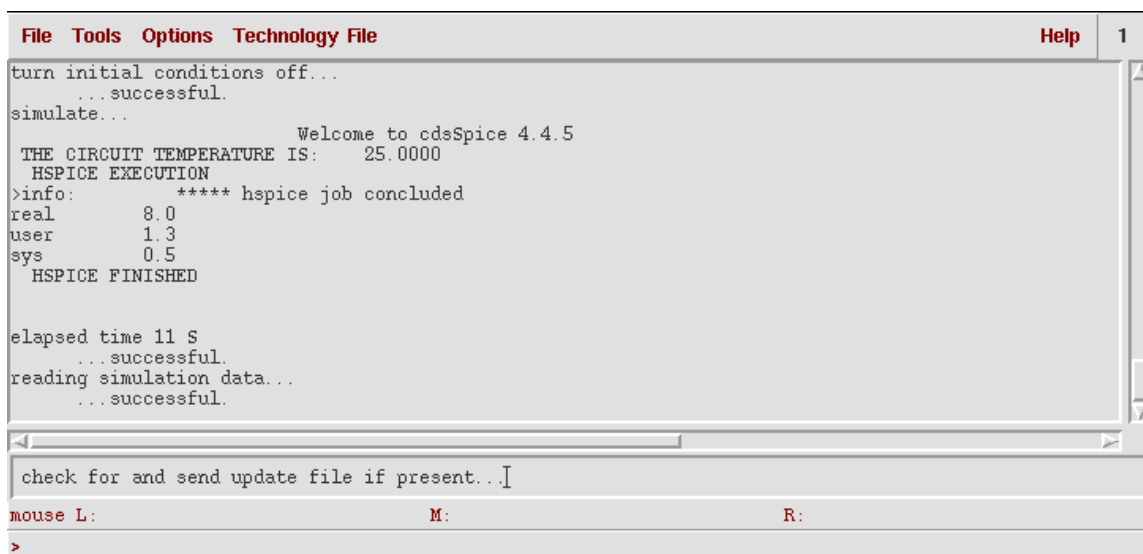 File Tools Options Technology File Help 1
turn initial conditions off...
...successful.
simulate...
Welcome to cdsSpice 4.4.5
THE CIRCUIT TEMPERATURE IS: 25.0000
HSPICE EXECUTION
>info: ***** hspice job concluded
real 8.0
user 1.3
sys 0.5
HSPICE FINISHED
elapsed time 11 S
...successful.
reading simulation data...
...successful.
check for and send update file if present...
mouse L: M: R:
>